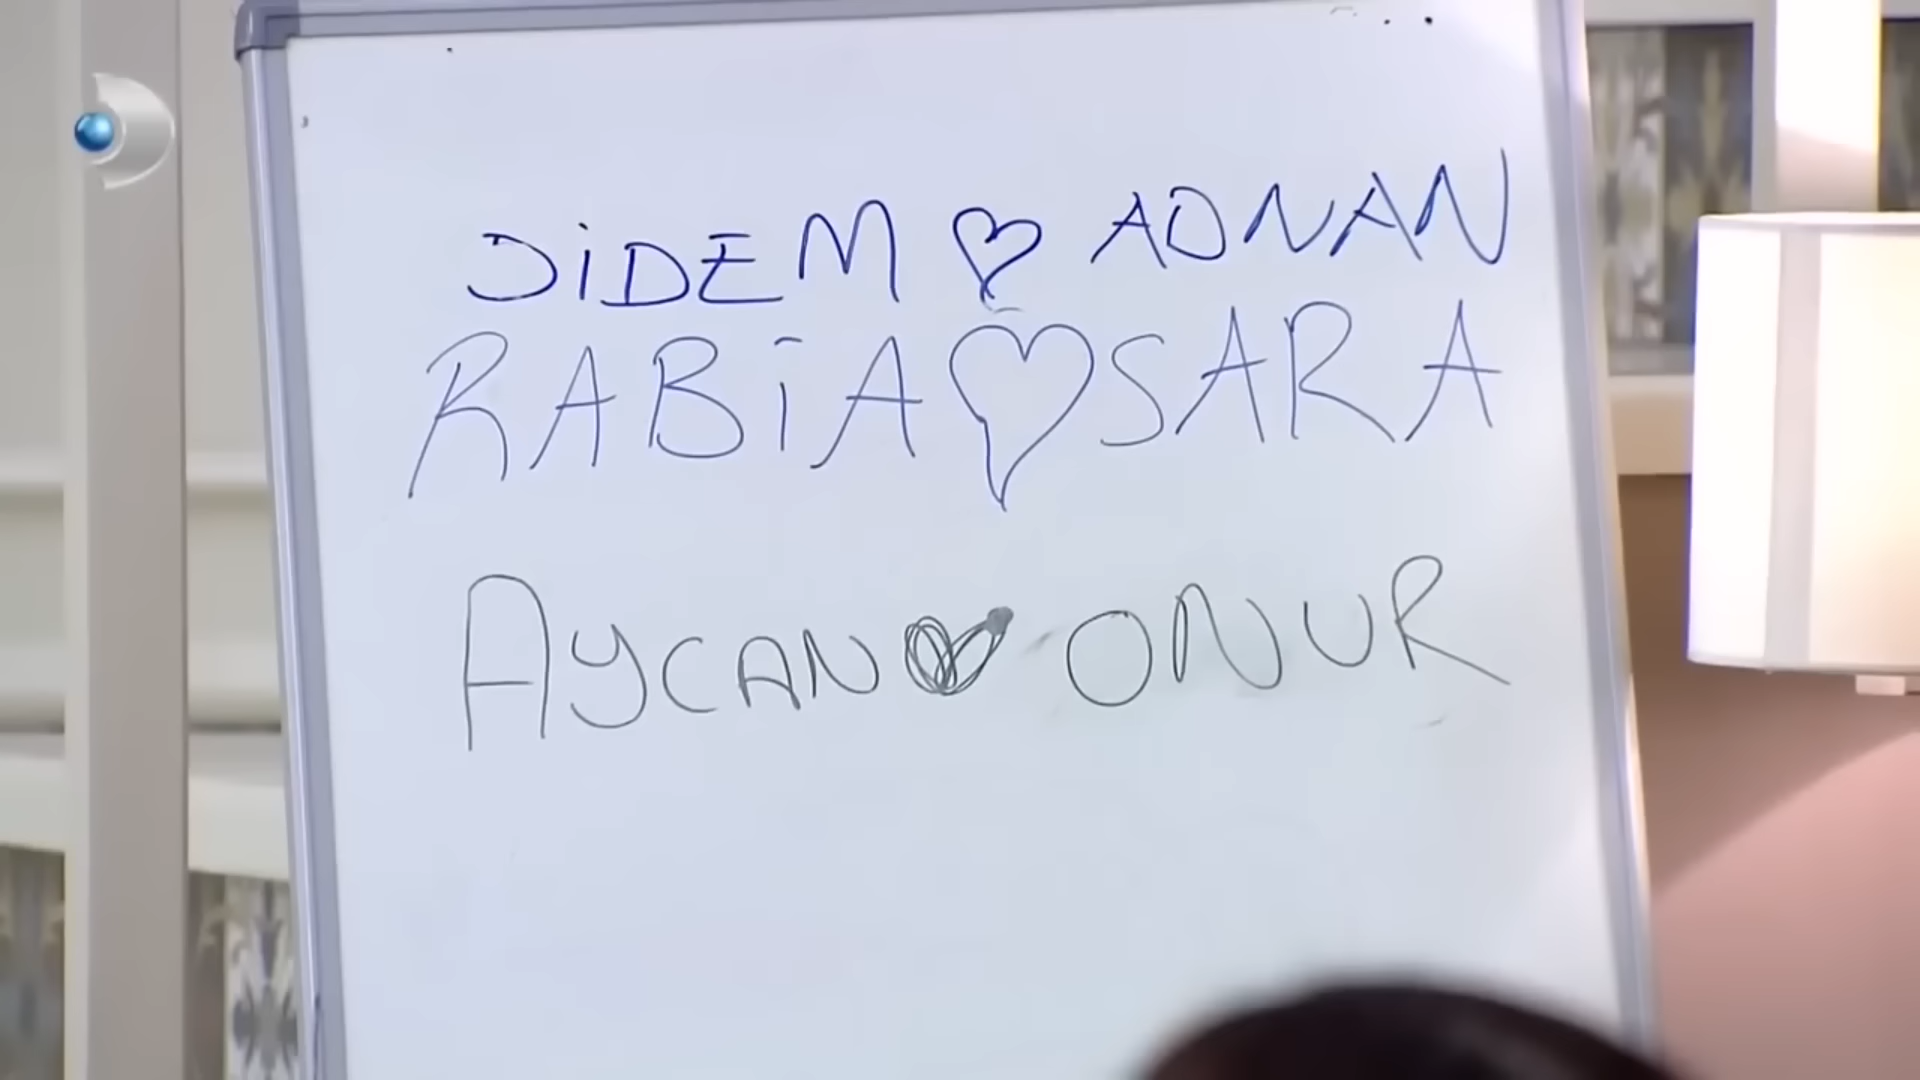 DİDEM ♡ ADNAN
RABİA ♡ SARA
AYCAN ♡ ONUR